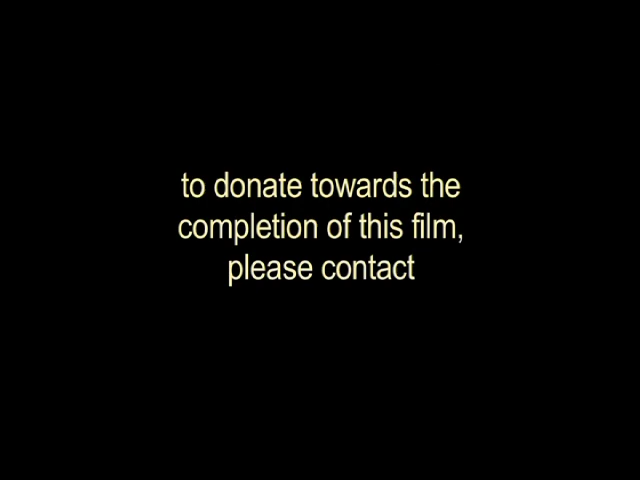 to donate towards the
completion of this film,
please contact